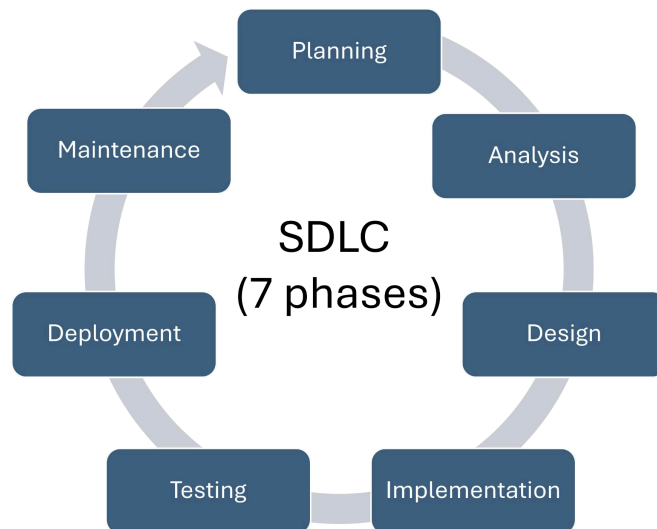 Planning
Analysis
Design
Implementation
Testing
Deployment
Maintenance
SDLC
(7 phases)